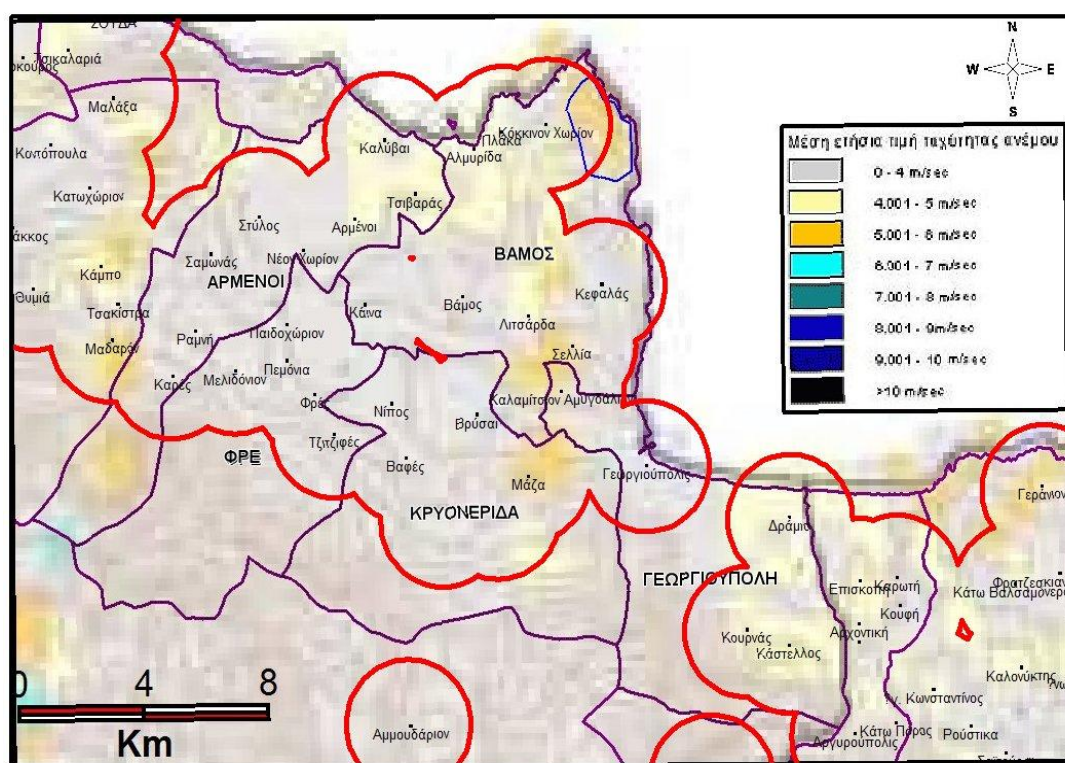 ΣΟΥΔΑ
Τσικαλαριά
Μαλάξα
Κοντόπουλα
Κατωχώριον
Κάμπο
Θυμιά
Τσακίστρα
Μαδαρόν
Καρές
Ραμνή
Σαμωνάς
ΑΡΜΕΝΟΙ
Στύλος
Νέον Χωρίον
Αρμένοι
Τσιβαράς
Καλύβαι
Αλμυρίδα
Πλάκα
Κόκκινον Χωρίον
ΒΑΜΟΣ
Κεφαλάς
Βάμος
Λιτσάρδα
Σελλία
Κάινα
Παιδοχώριον
Πεμόνια
Μελιδόνιον
Φρε
Τζιτζιφές
ΦΡΕ
Νίππος
Βρύσαι
Βαφές
Καλαμίτσιον
Μάζα
ΚΡΥΟΝΕΡΙΔΑ
Γεωργιούπολις
ΓΕΩΡΓΙΟΥΠΟΛΗ
Δράμια
Γεράνιον
Επισκοπή
Καρωτή
Κουφή
Κάτω Βαλσαμόνερο
Αρχοντική
Κουρνάς
Κάστελλος
Καλονύκτης
Κωνσταντίνος
Κάτω Πόρος
Ρούστικα
Αργυρούπολις
Αμμουδάριον
N
W E
S
Μέση ετήσια τιμή ταχύτητας ανέμου
0 - 4 m/sec
4.001 - 5 m/sec
5.001 - 6 m/sec
6.001 - 7 m/sec
7.001 - 8 m/sec
8.001 - 9m/sec
9.001 - 10 m/sec
>10 m/sec
0 4 8
Km